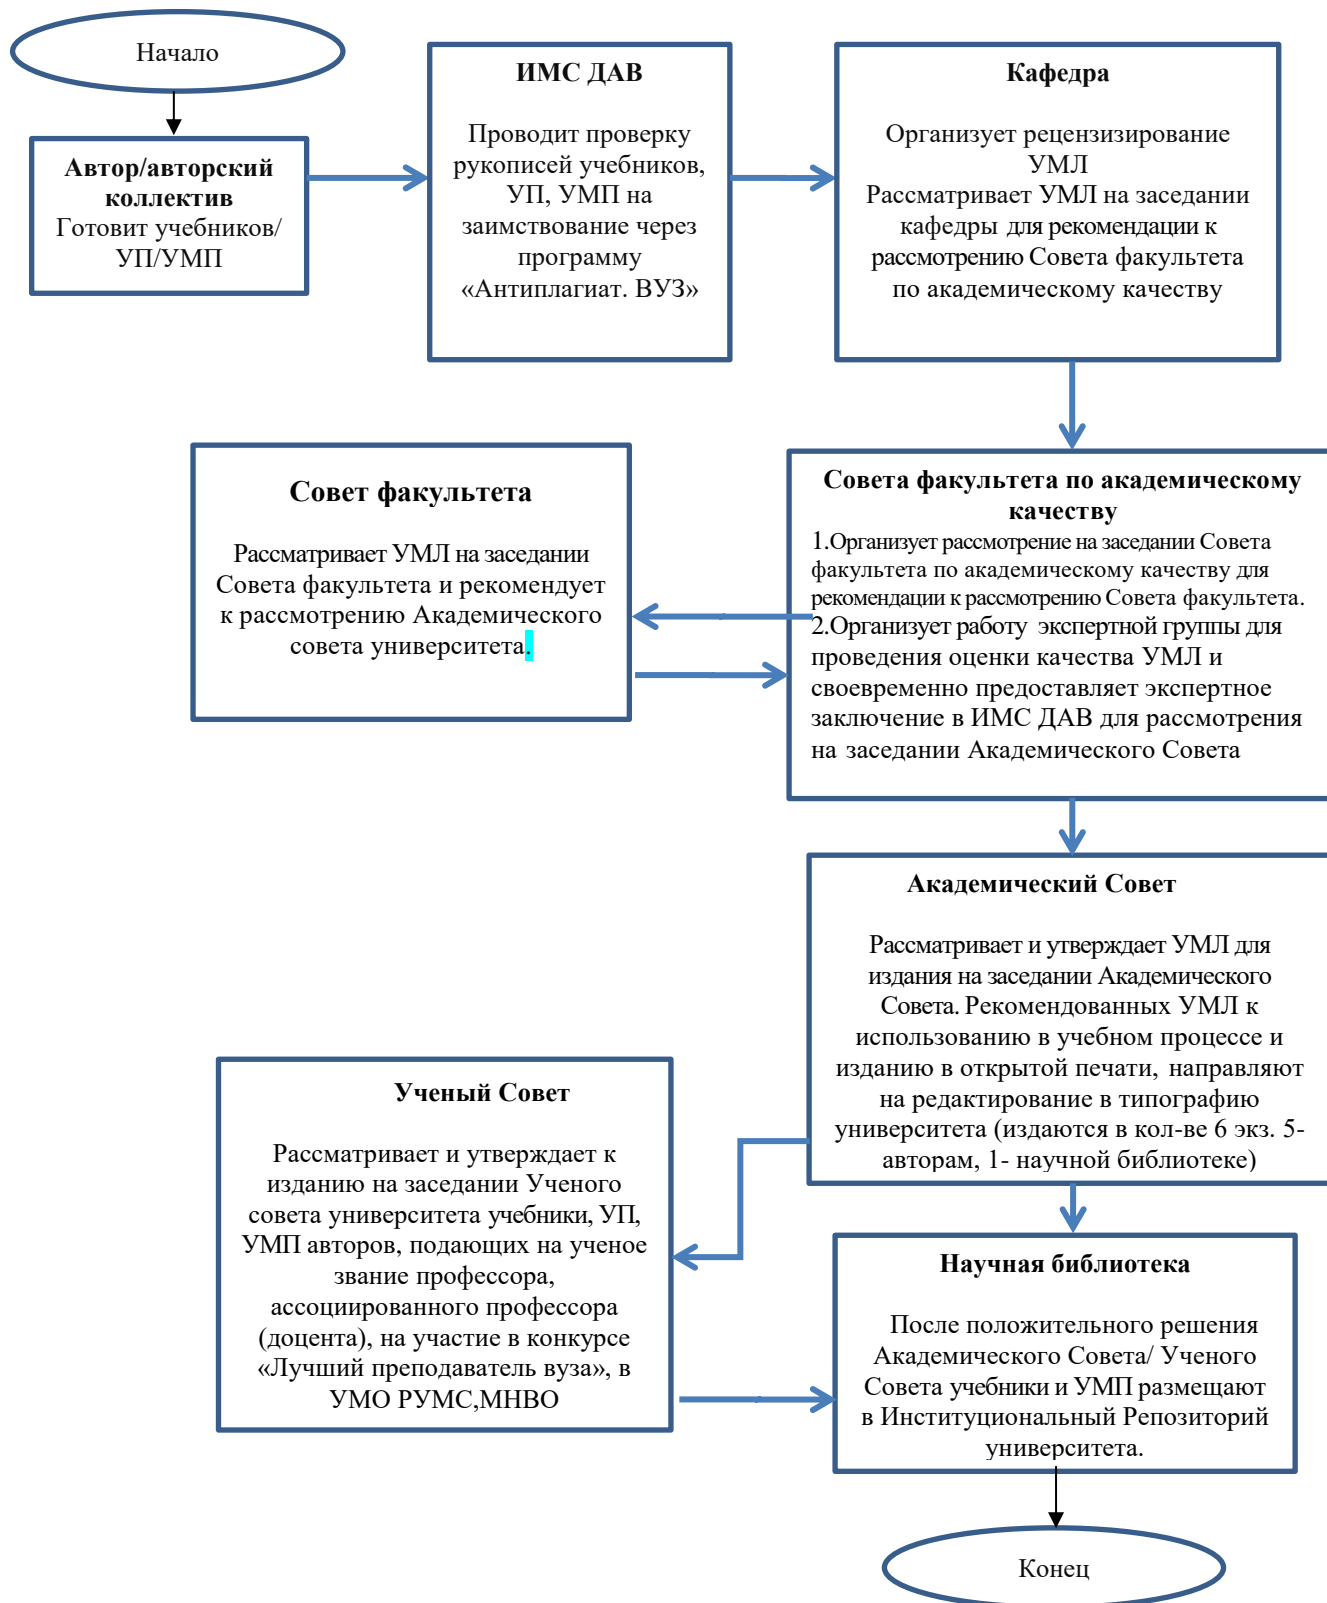 Начало
Автор/авторский
коллектив
Готовит учебников/
УП/УМП
ИМС ДАВ
Проводит проверку
рукописей учебников,
УП, УМП на
заимствование через
программу
«Антиплагиат. ВУЗ»
Кафедра
Организует рецензизирование
УМЛ
Рассматривает УМЛ на заседании
кафедры для рекомендации к
рассмотрению Совета факультета
по академическому качеству
Совета факультета по академическому
качеству
1.Организует рассмотрение на заседании Совета
факультета по академическому качеству для
рекомендации к рассмотрению Совета факультета.
2.Организует работу экспертной группы для
проведения оценки качества УМЛ и
своевременно предоставляет экспертное
заключение в ИМС ДАВ для рассмотрения
на заседании Академического Совета
Совет факультета
Рассматривает УМЛ на заседании
Совета факультета и рекомендует
к рассмотрению Академического
совета университета.
Академический Совет
Рассматривает и утверждает УМЛ для
издания на заседании Академического
Совета. Рекомендованных УМЛ к
использованию в учебном процессе и
изданию в открытой печати, направляют
на редактирование в типографию
университета (издаются в кол-ве 6 экз. 5-
авторам, 1- научной библиотеке)
Ученый Совет
Рассматривает и утверждает к
изданию на заседании Ученого
совета университета учебники, УП,
УМП авторов, подающих на ученое
звание профессора,
ассоциированного профессора
(доцента), на участие в конкурсе
«Лучший преподаватель вуза», в
УМО РУМС,МНВО
Научная библиотека
После положительного решения
Академического Совета/ Ученого
Совета учебники и УМП размещают
в Институциональный Репозиторий
университета.
Конец